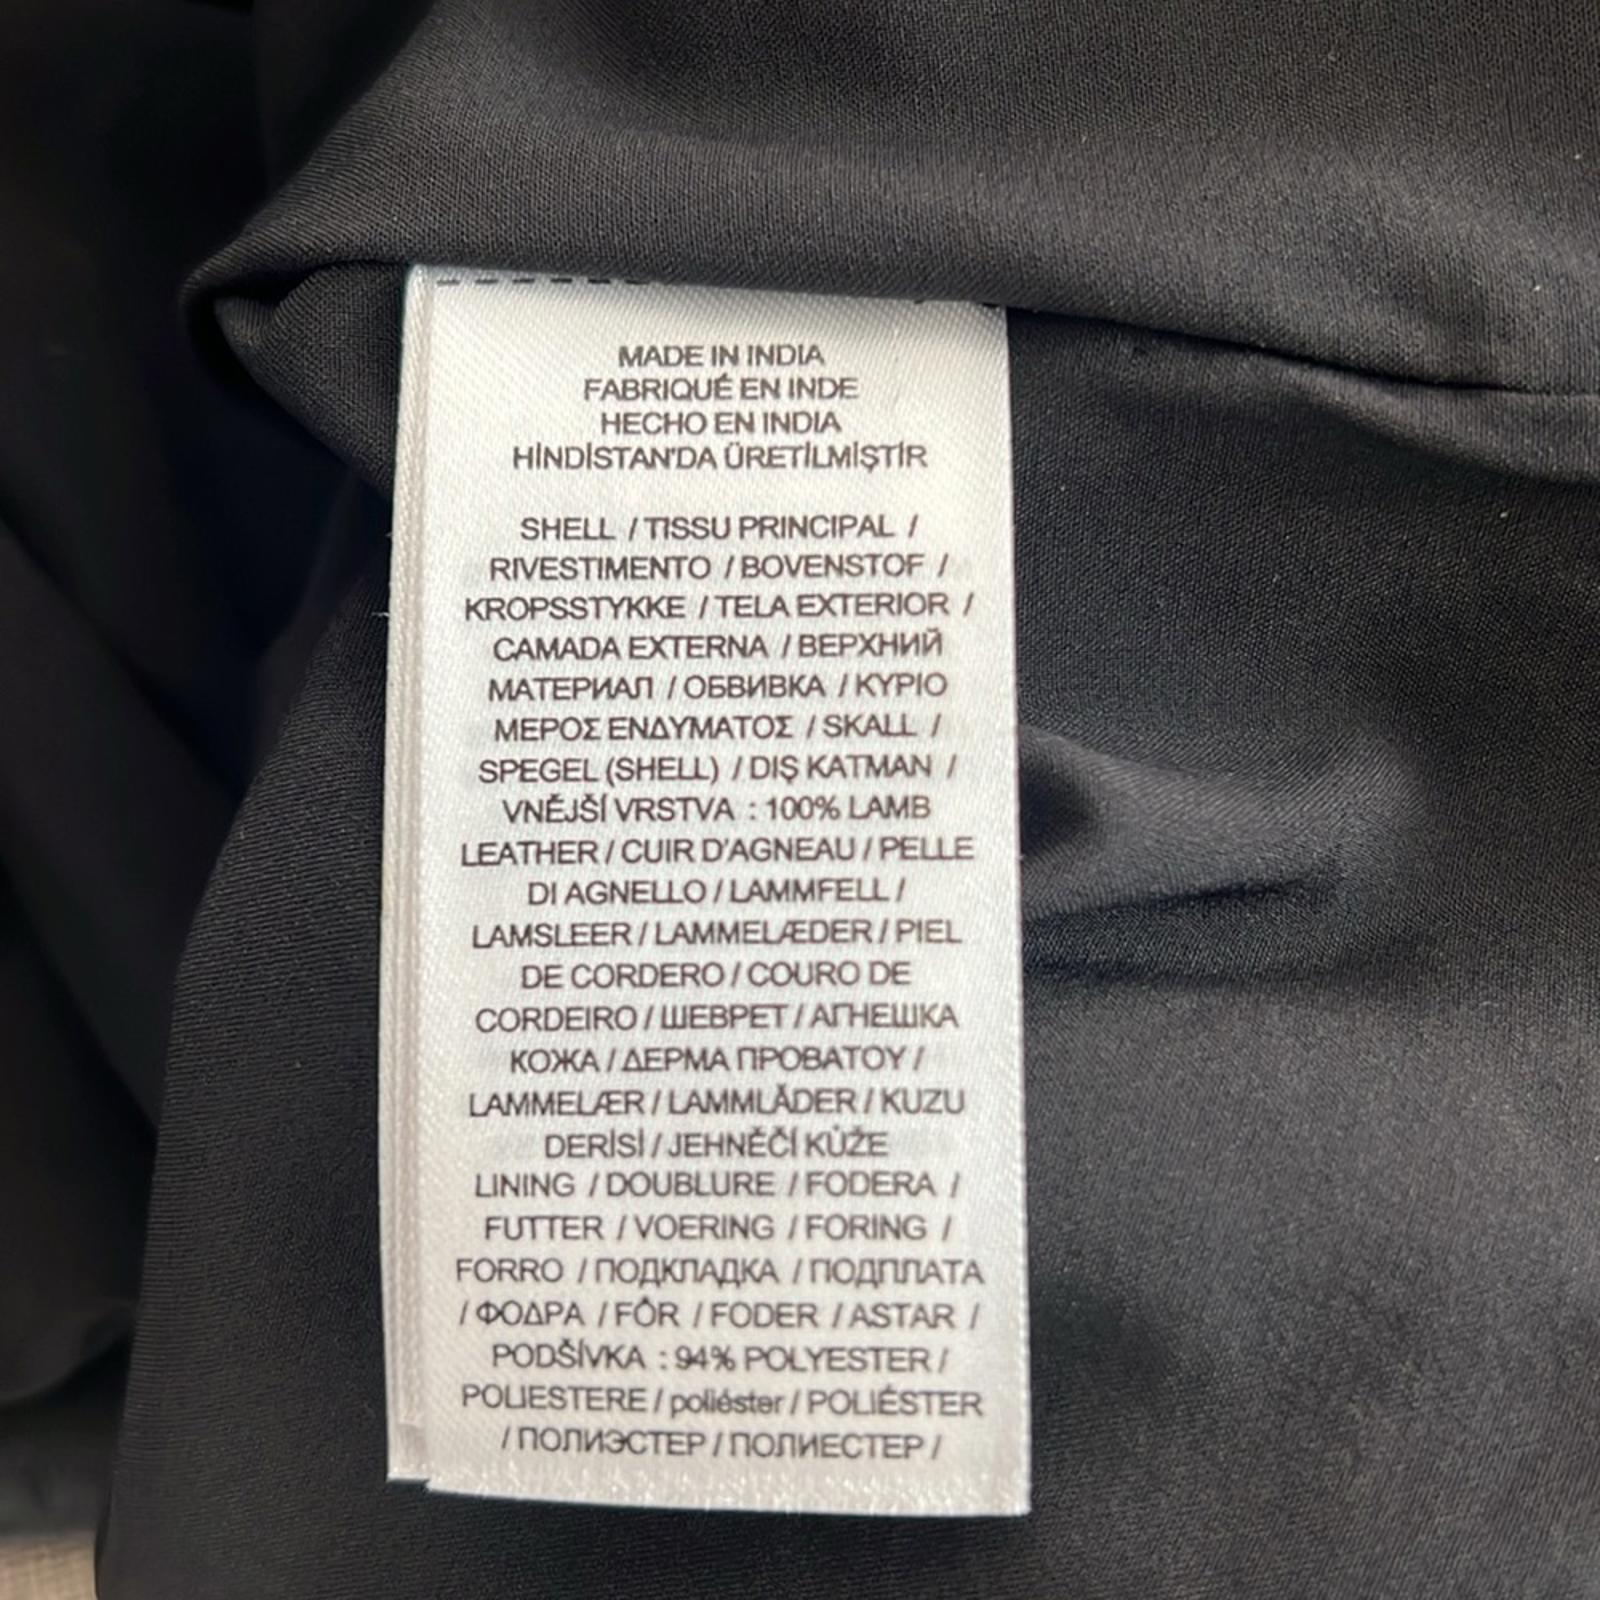 MADE IN INDIA
FABRIQUÉ EN INDE
HECHO EN INDIA
HİNDİSTAN'DA ÜRETİLMİŞTİR
SHELL / TISSU PRINCIPAL /
RIVESTIMENTO / BOVENSTOF /
KROPSSTYKKE / TELA EXTERIOR /
CAMADA EXTERNA / ВЕРХНИЙ
МАТЕРИАЛ / ОБВИВКА / ΚΥΡΙΟ
ΜΕΡΟΣ ΕΝΔΥΜΑΤΟΣ / SKALL /
SPEGEL (SHELL) / DIŞ KATMAN /
VNĚJŠÍ VRSTVA : 100% LAMB
LEATHER / CUIR D'AGNEAU / PELLE
DI AGNELLO / LAMMFELL /
LAMSLEER / LAMMELÆDER / PIEL
DE CORDERO / COURO DE
CORDEIRO / ШЕВРЕТ / АГНЕШКА
КОЖА / ΔΕΡΜΑ ΠΡΟΒΑΤΟΥ /
LAMMELÆR / LAMMLÄDER / KUZU
DERİSİ / JEHNĚČÍ KŮŽE
LINING / DOUBLURE / FODERA /
FUTTER / VOERING / FORING /
FORRO / ПОДКЛАДКА / ПОДПЛАТА
/ ΦΟΔΡΑ / FÔR / FODER / ASTAR /
PODŠÍVKA : 94% POLYESTER /
POLIESTERE / poliéster / POLIÉSTER
/ ПОЛИЭСТЕР / ПОЛИЕСТЕР /